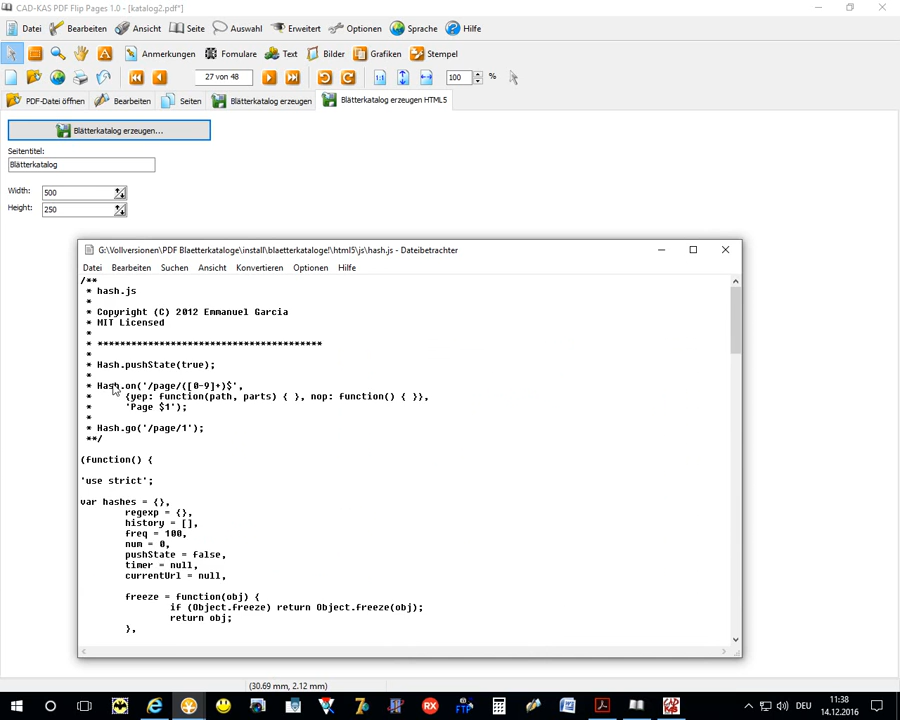 CAD-KAS PDF Flip Pages 1.0 - [katalog2.pdf*]
Datei Bearbeiten Ansicht Seite Auswahl Erweitert Optionen Sprache Hilfe
Anmerkungen Formulare Text Bilder Grafiken Stempel
27 von 48 1:1 100 %
PDF-Datei öffnen Bearbeiten Seiten Blätterkatalog erzeugen Blätterkatalog erzeugen HTML5
Blätterkatalog erzeugen...
Seitentitel:
Blätterkatalog
Width: 500
Height: 250
G:\Vollversionen\PDF Blaetterkataloge\install\blaetterkataloge!\html5\js\hash.js - Dateibetrachter
Datei Bearbeiten Suchen Ansicht Konvertieren Optionen Hilfe
/**
* hash.js
*
* Copyright (C) 2012 Emmanuel Garcia
* MIT Licensed
*
* ****************************************
*
* Hash.pushState(true);
*
* Hash.on('/page/([0-9]+)$',
* {yep: function(path, parts) { }, nop: function() { }},
* 'Page $1');
*
* Hash.go('/page/1');
**/
(function() {
'use strict';
var hashes = {},
regexp = {},
history = [],
freq = 100,
num = 0,
pushState = false,
timer = null,
currentUrl = null,
freeze = function(obj) {
if (Object.freeze) return Object.freeze(obj);
return obj;
},
(30.69 mm, 2.12 mm)
7 RX FTP DEU 11:38
14.12.2016